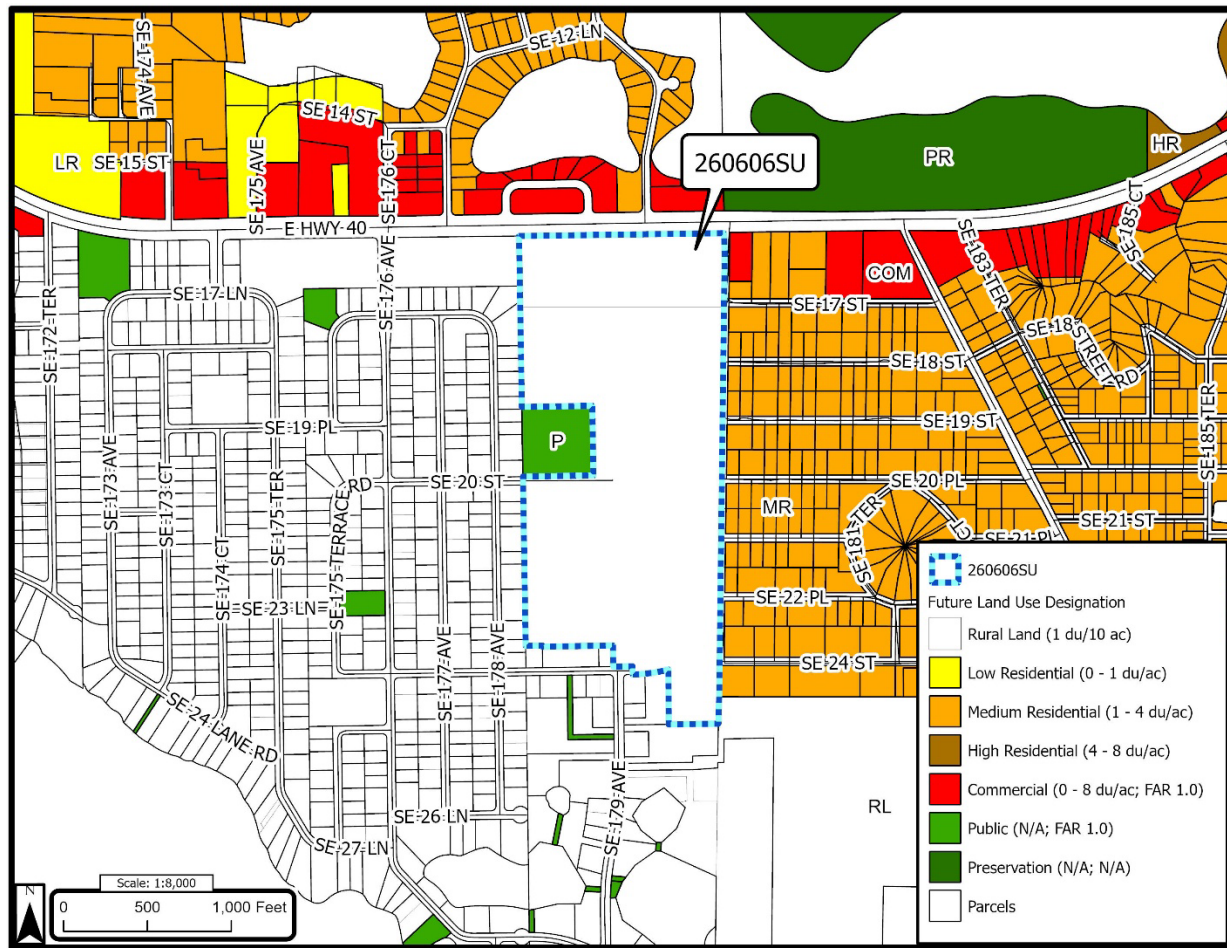 SE 174 AVE
SE 12 LN
SE 14 ST
LR
SE 15 ST
SE 175 AVE
SE 176 CT
260606SU
PR
HR
SE 185 CT
E HWY 40
SE 176 AVE
SE 172 TER
SE 17 LN
COM
SE 183 TER
SE 17 ST
SE 18 ST
SE 18 STREET RD
SE 19 PL
P
SE 19 ST
SE 185 TER
SE 173 AVE
SE 173 CT
SE 175 TER
SE 175 TERRACE RD
SE 20 ST
SE 20 PL
MR
SE 181 TER
CT
SE 21 PL
SE 21 ST
SE 174 CT
SE 23 LN
SE 177 AVE
SE 178 AVE
SE 22 PL
SE 24 ST
SE 24 LANE RD
SE 179 AVE
RL
SE 26 LN
SE 27 LN
260606SU
Future Land Use Designation
Rural Land (1 du/10 ac)
Low Residential (0 - 1 du/ac)
Medium Residential (1 - 4 du/ac)
High Residential (4 - 8 du/ac)
Commercial (0 - 8 du/ac; FAR 1.0)
Public (N/A; FAR 1.0)
Preservation (N/A; N/A)
Parcels
N
Scale: 1:8,000
0 500 1,000 Feet